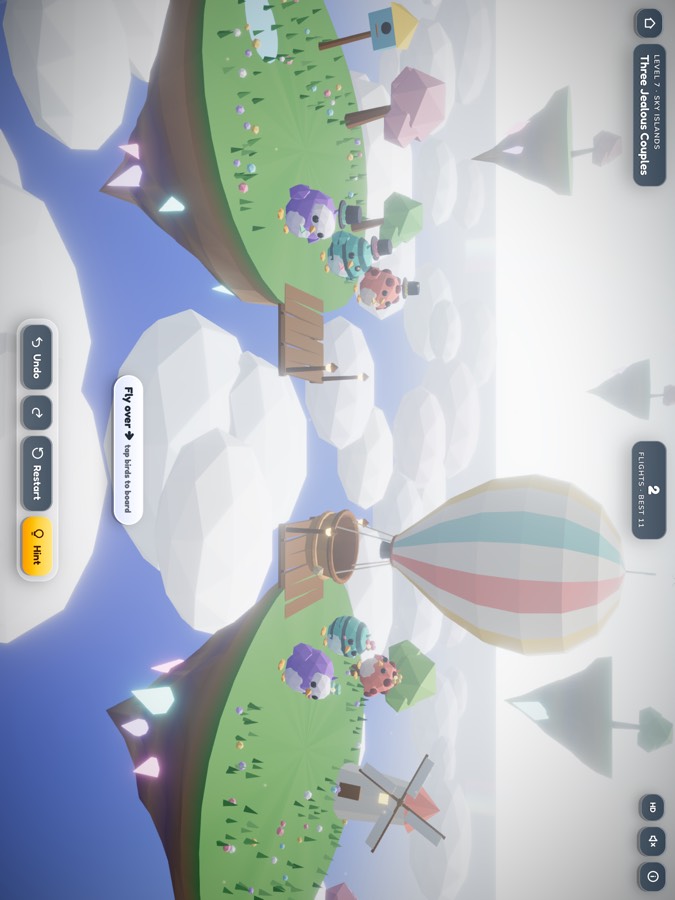 LEVEL 7 · SKY ISLANDS
Three Jealous Couples
2
FLIGHTS · BEST 11
HD
Fly over → tap birds to board
Undo
Restart
Hint